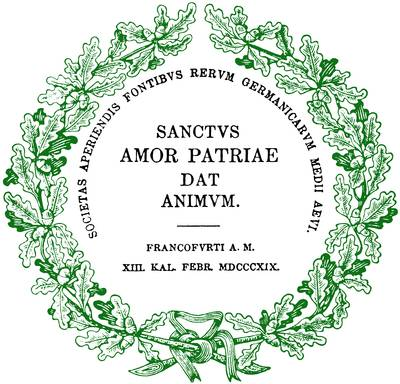 SOCIETAS APERIENDIS FONTIBVS RERVM GERMANICARVM MEDII AEVI.
SANCTVS
AMOR PATRIAE
DAT
ANIMVM.
FRANCOFVRTI A. M.
XIII. KAL. FEBR. MDCCCXIX.